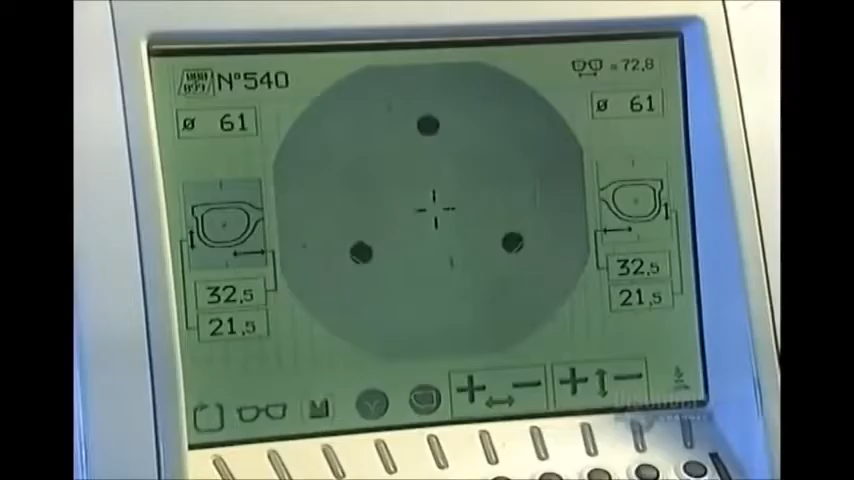 N°540
=72,8
ø 61
ø 61
32,5
21,5
32,5
21,5
+ −
+ −